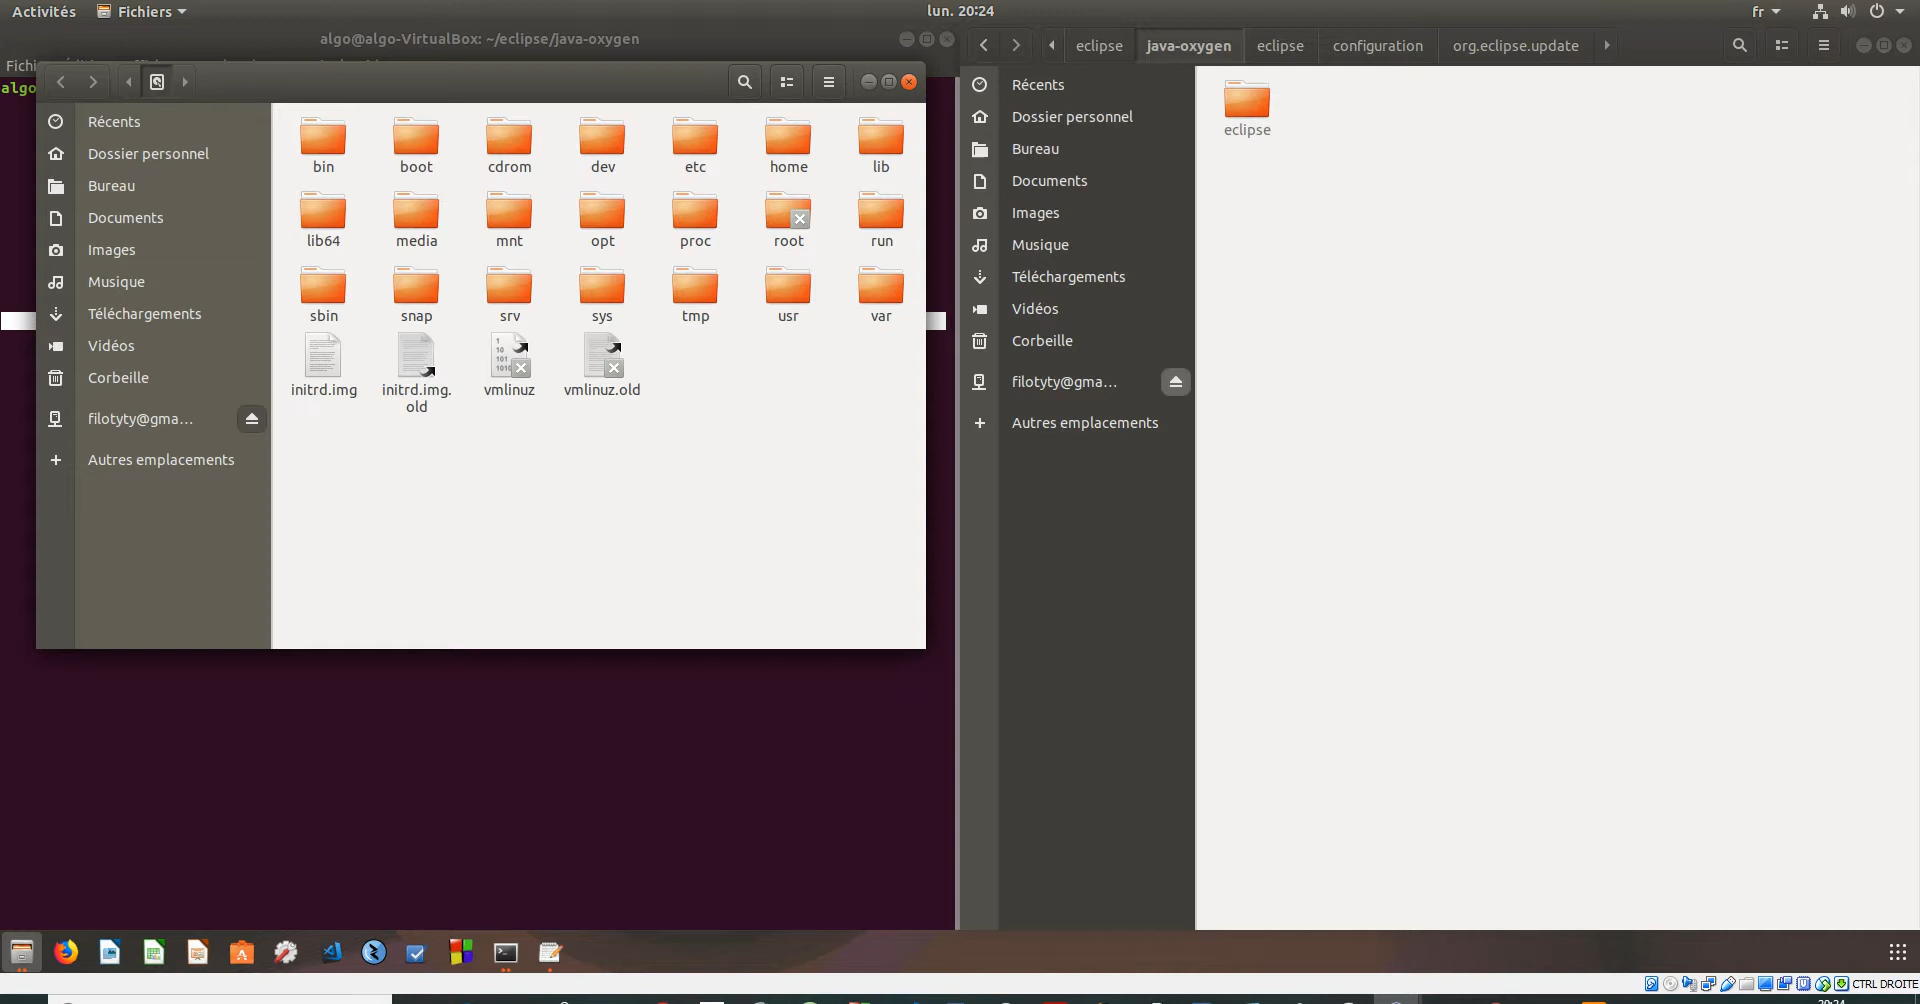 Activités Fichiers lun. 20:24 fr
algo@algo-VirtualBox: ~/eclipse/java-oxygen
eclipse java-oxygen eclipse configuration org.eclipse.update
Fichi
algo
Récents
Dossier personnel
Bureau
Documents
Images
Musique
Téléchargements
Vidéos
Corbeille
filotyty@gma...
Autres emplacements
bin boot cdrom dev etc home lib
lib64 media mnt opt proc root run
sbin snap srv sys tmp usr var
initrd.img initrd.img. vmlinuz vmlinuz.old
old
Récents
Dossier personnel
Bureau
Documents
Images
Musique
Téléchargements
Vidéos
Corbeille
filotyty@gma...
Autres emplacements
eclipse
CTRL DROITE